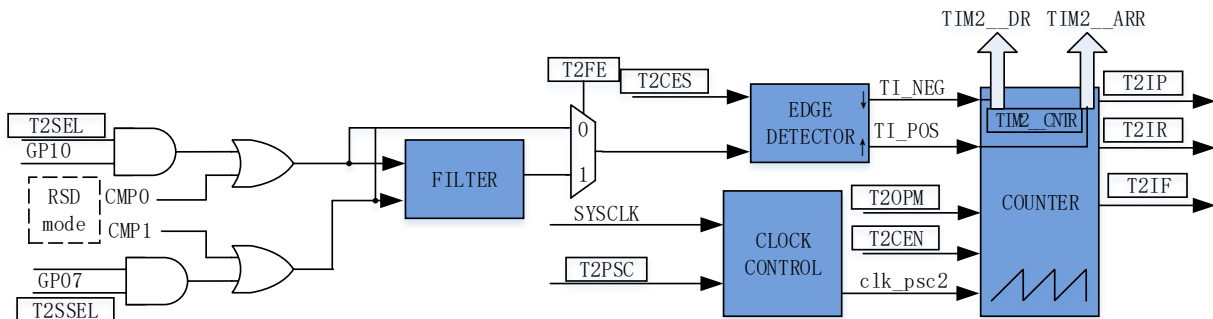 TIM2__DR
TIM2__ARR
T2FE
T2CES
EDGE
DETECTOR
TI_NEG
TI_POS
TIM2__CNTR
T2IP
T2IR
T2IF
T2SEL
GP10
0
1
FILTER
RSD
mode
CMP0
CMP1
SYSCLK
T2PSC
CLOCK
CONTROL
T2OPM
T2CEN
clk_psc2
COUNTER
GP07
T2SSEL